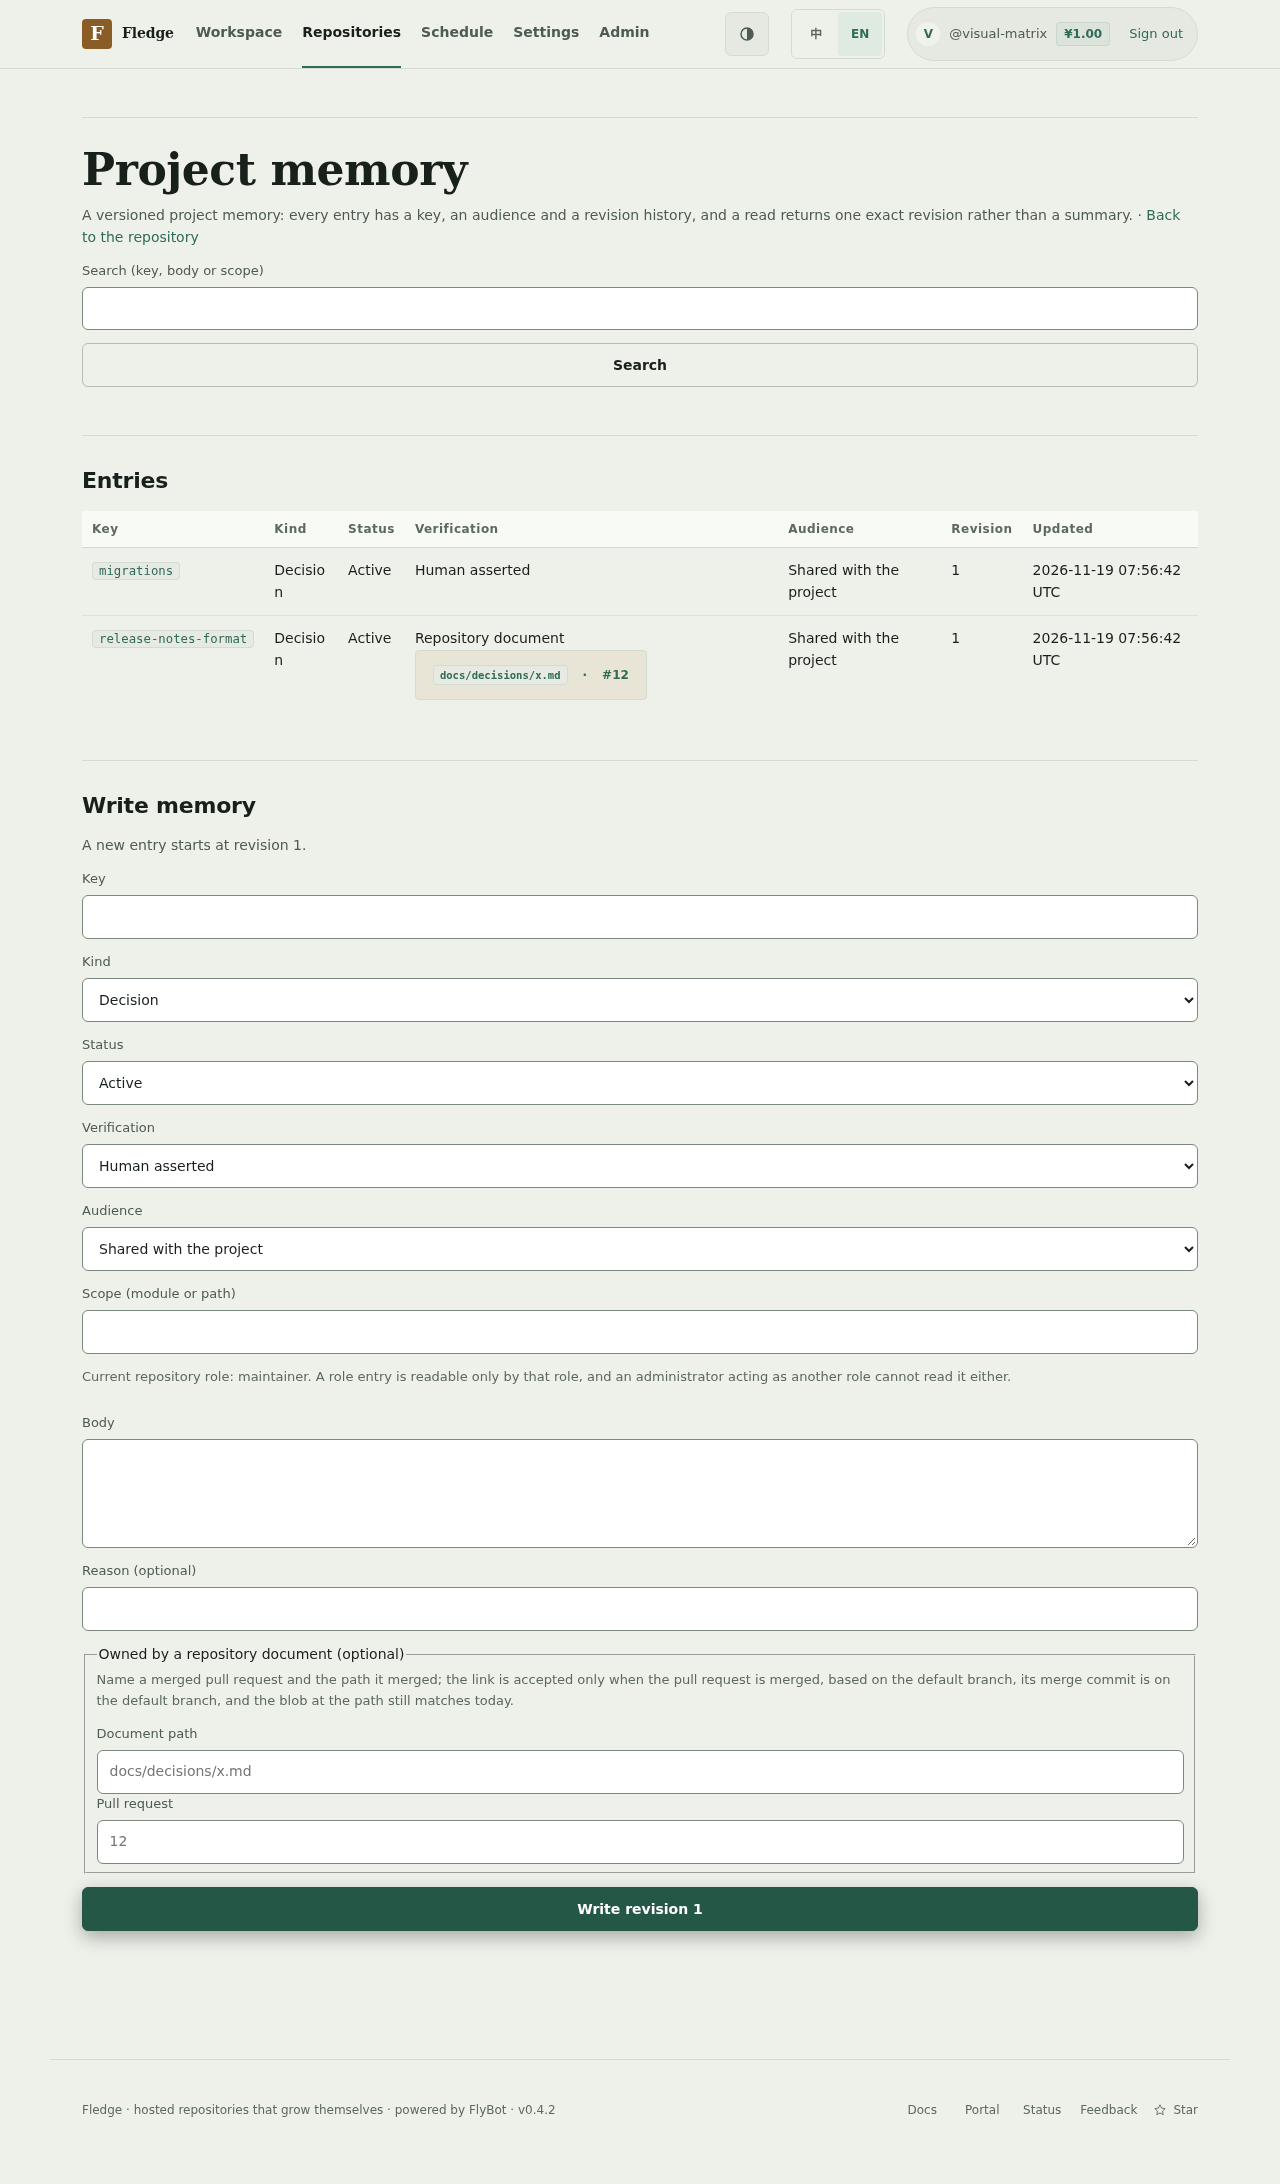 F Fledge Workspace Repositories Schedule Settings Admin 中 EN V @visual-matrix ¥1.00 Sign out
Project memory
A versioned project memory: every entry has a key, an audience and a revision history, and a read returns one exact revision rather than a summary. · Back
to the repository
Search (key, body or scope)
Search
Entries
Key Kind Status Verification Audience Revision Updated
migrations Decisio Active Human asserted Shared with the 1 2026-11-19 07:56:42
n project UTC
release-notes-format Decisio Active Repository document Shared with the 1 2026-11-19 07:56:42
n project UTC
docs/decisions/x.md · #12
Write memory
A new entry starts at revision 1.
Key
Kind
Decision
Status
Active
Verification
Human asserted
Audience
Shared with the project
Scope (module or path)
Current repository role: maintainer. A role entry is readable only by that role, and an administrator acting as another role cannot read it either.
Body
Reason (optional)
Owned by a repository document (optional)
Name a merged pull request and the path it merged; the link is accepted only when the pull request is merged, based on the default branch, its merge commit is on
the default branch, and the blob at the path still matches today.
Document path
docs/decisions/x.md
Pull request
12
Write revision 1
Fledge · hosted repositories that grow themselves · powered by FlyBot · v0.4.2 Docs Portal Status Feedback Star